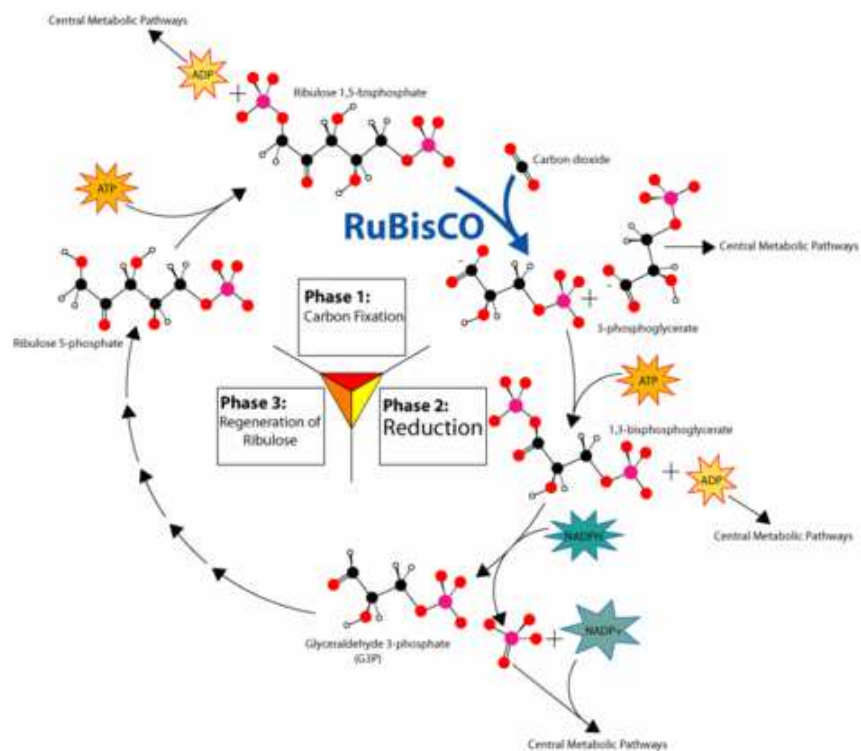 Central Metabolic Pathways
ADP
+
Ribulose 1,5-bisphosphate
Carbon dioxide
ATP
RuBisCO
Central Metabolic Pathways
-
-
+
Phase 1:
Carbon Fixation
3-phosphoglycerate
Ribulose 5-phosphate
ATP
Phase 3:
Regeneration of
Ribulose
Phase 2:
Reduction
1,3-bisphosphoglycerate
+
ADP
NADPH
Central Metabolic Pathways
Glyceraldehyde 3-phosphate
(G3P)
+
NADP+
Central Metabolic Pathways